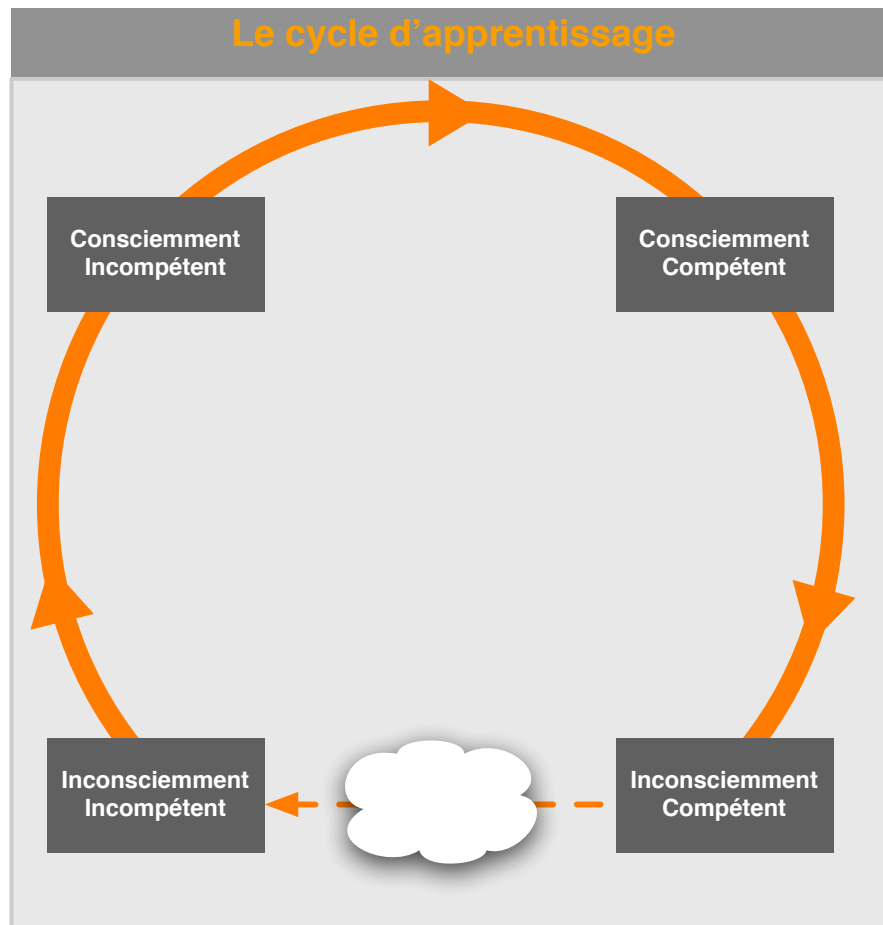 Le cycle d’apprentissage
Consciemment
Incompétent
Consciemment
Compétent
Inconsciemment
Incompétent
Inconsciemment
Compétent